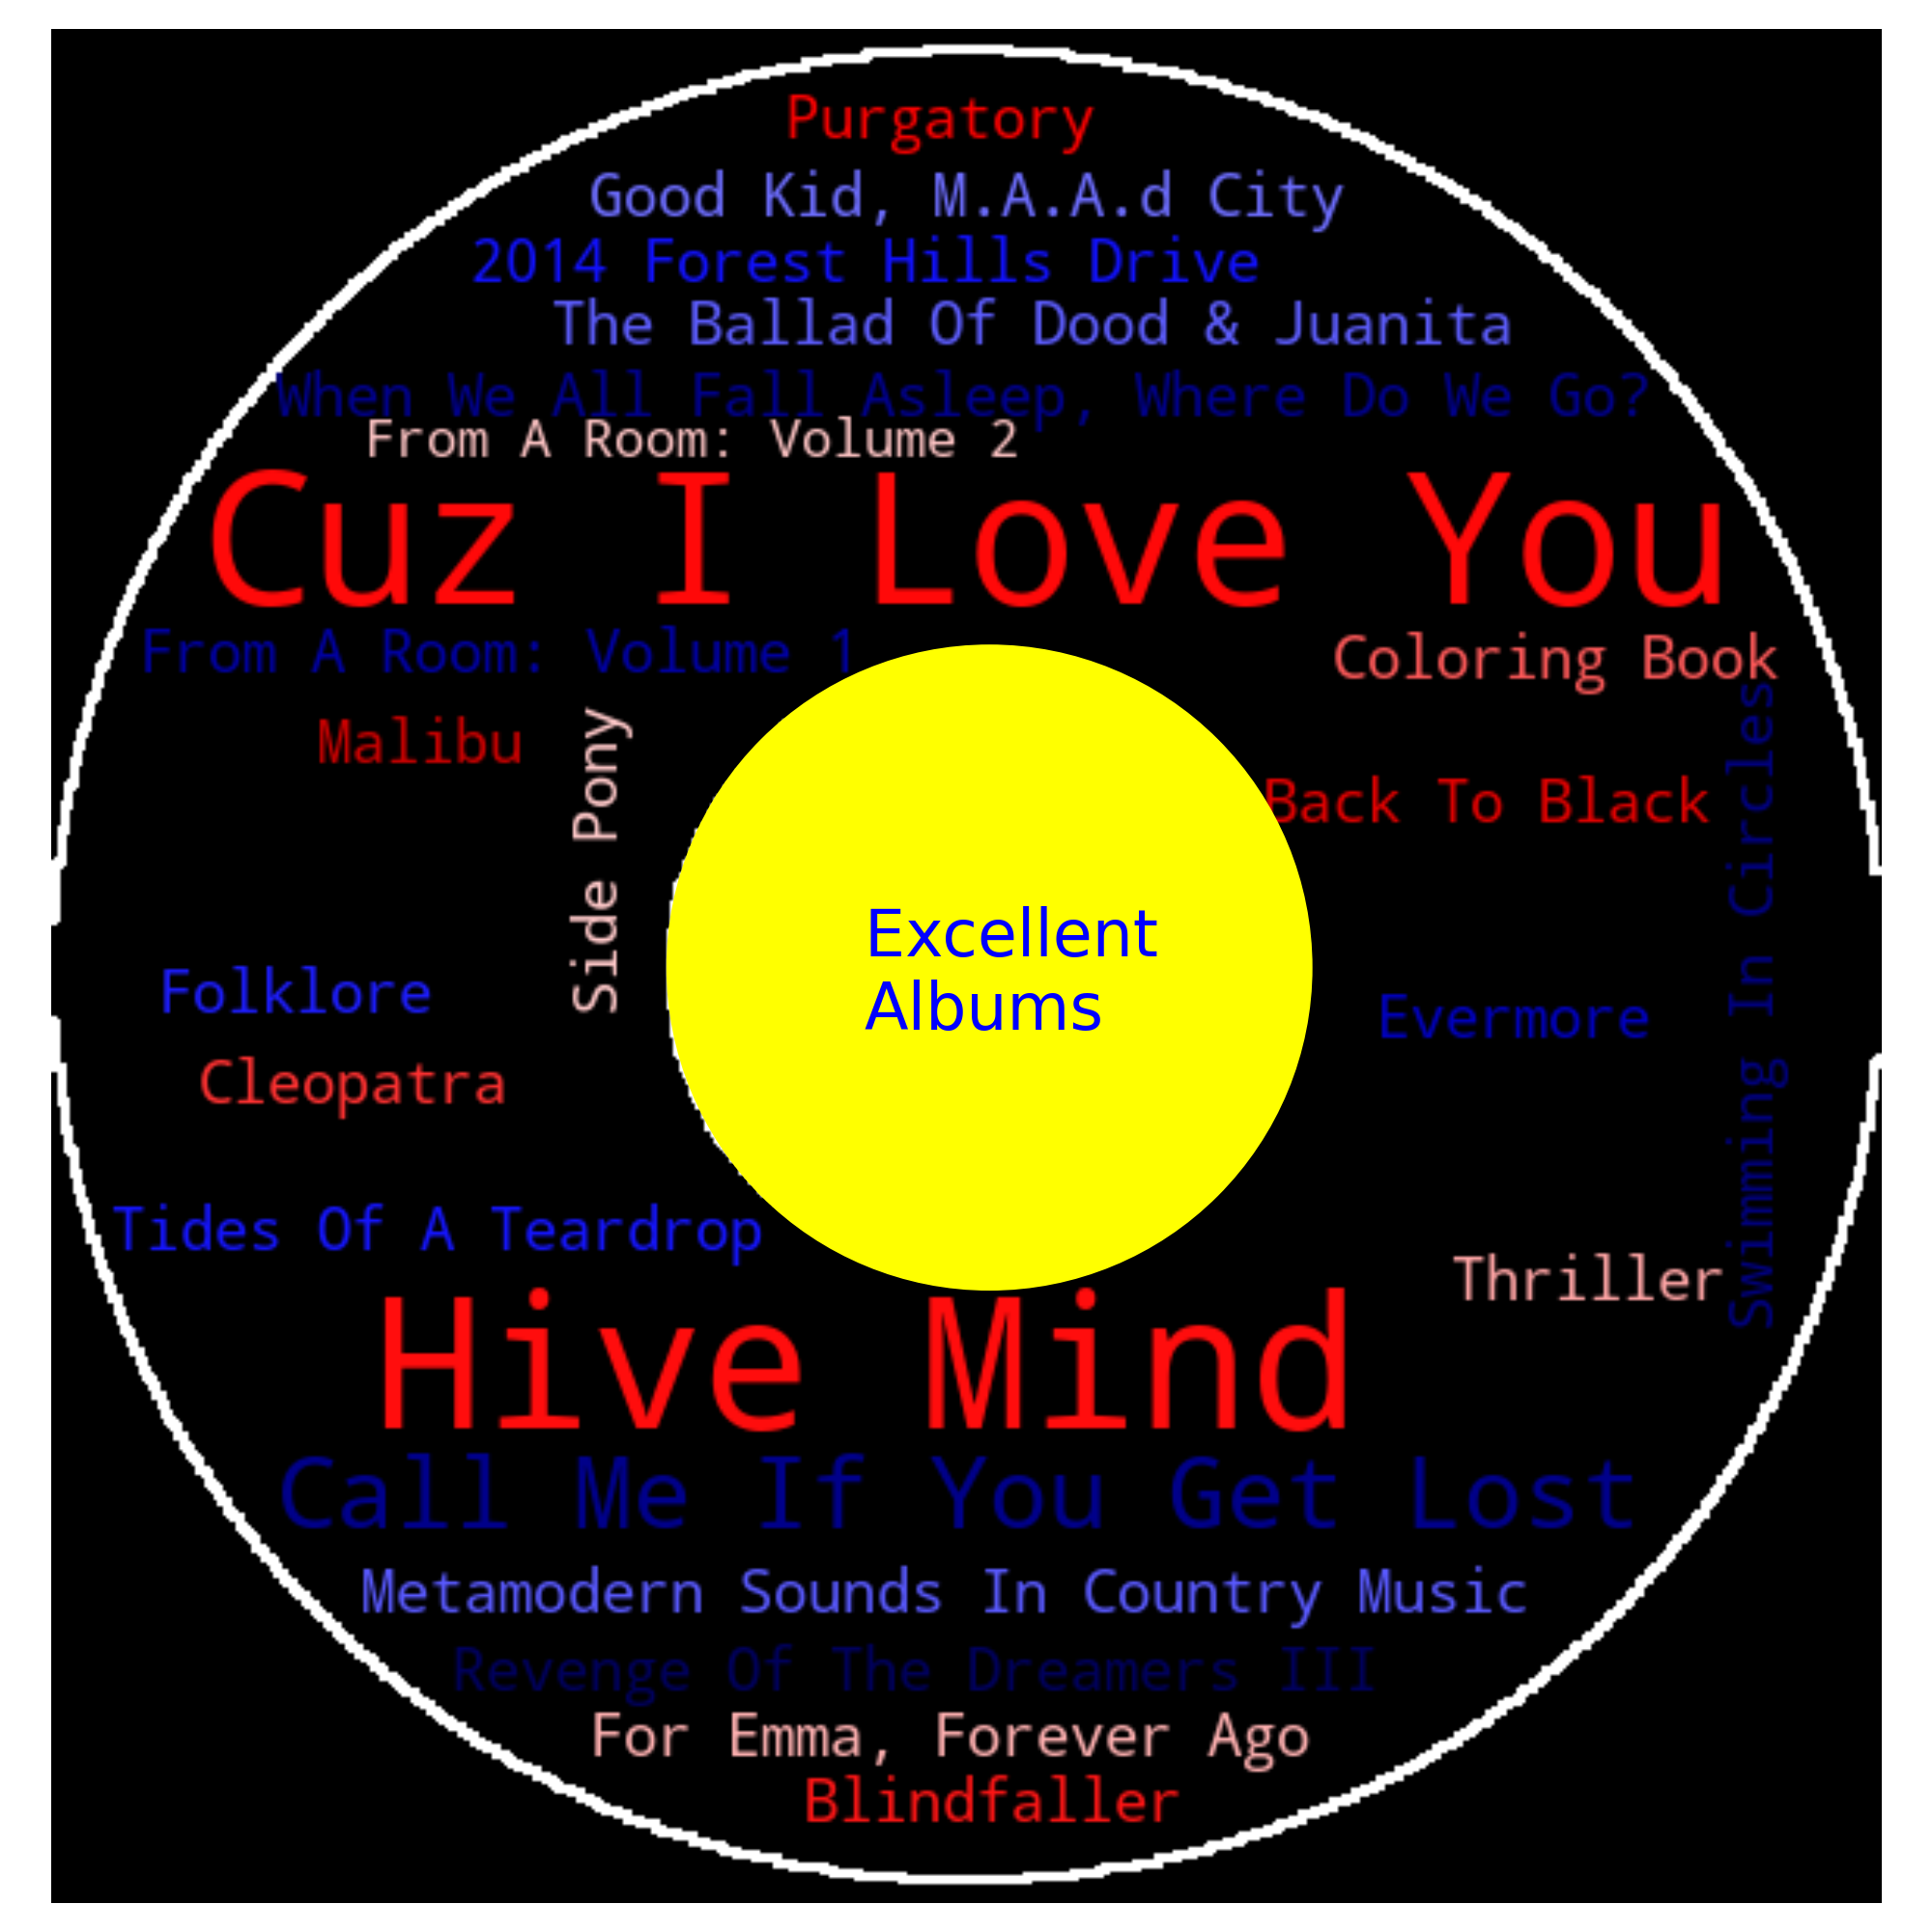 Purgatory
Good Kid, M.A.A.d City
2014 Forest Hills Drive
The Ballad Of Dood & Juanita
When We All Fall Asleep, Where Do We Go?
From A Room: Volume 2
Cuz I Love You
From A Room: Volume 1
Coloring Book
Malibu
Side Pony
Back To Black
Swimming In Circles
Excellent
Albums
Folklore
Evermore
Cleopatra
Tides Of A Teardrop
Thriller
Hive Mind
Call Me If You Get Lost
Metamodern Sounds In Country Music
Revenge Of The Dreamers III
For Emma, Forever Ago
Blindfaller